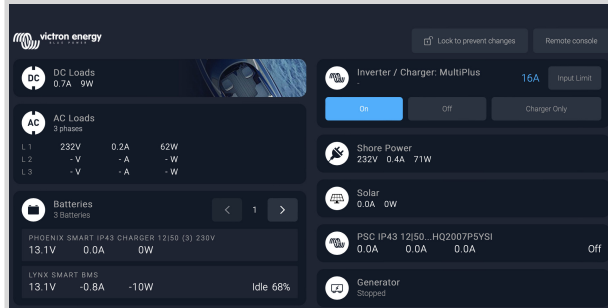 victron energy
BLUE POWER
Lock to prevent changes
Remote console
DC
DC Loads
0.7A 9W
AC
AC Loads
3 phases
L 1 232V 0.2A 62W
L 2 - V - A - W
L 3 - V - A - W
Batteries
3 Batteries
1
PHOENIX SMART IP43 CHARGER 12|50 (3) 230V
13.1V 0.0A 0W
LYNX SMART BMS
13.1V -0.8A -10W Idle 68%
Inverter / Charger: MultiPlus
-
16A
Input Limit
On
Off
Charger Only
Shore Power
232V 0.4A 71W
Solar
0.0A 0W
PSC IP43 12|50...HQ2007P5YSI
0.0A 0.0A 0.0A Off
Generator
Stopped